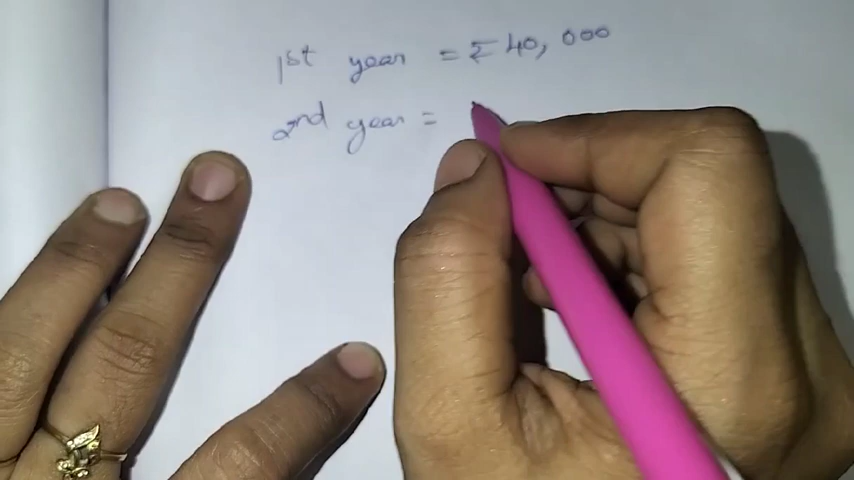 1st year = ₹ 40,000
2nd year =